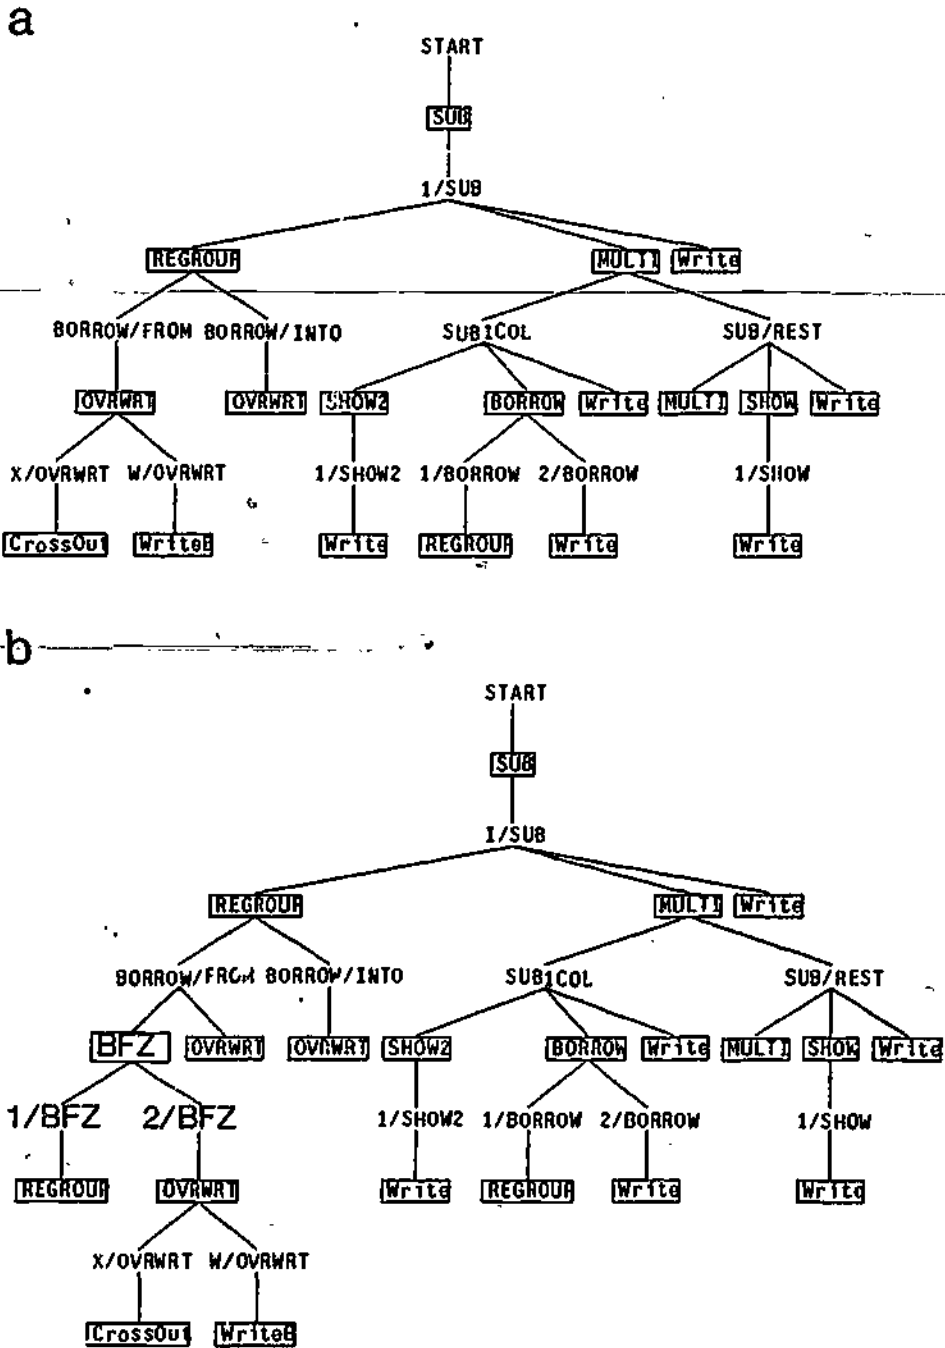 a
START
SUB
1/SUB
REGROUP MULTI Write
BORROW/FROM BORROW/INTO SUB1COL SUB/REST
OVRWRT OVRWRT SHOW2 BORROW Write MULTI SHOW Write
X/OVRWRT W/OVRWRT 1/SHOW2 1/BORROW 2/BORROW 1/SHOW
CrossOut WriteB Write REGROUP Write Write
b
START
SUB
1/SUB
REGROUP MULTI Write
BORROW/FROM BORROW/INTO SUB1COL SUB/REST
BFZ OVRWRT OVRWRT SHOW2 BORROW Write MULTI SHOW Write
1/BFZ 2/BFZ 1/SHOW2 1/BORROW 2/BORROW 1/SHOW
REGROUP OVRWRT Write REGROUP Write Write
X/OVRWRT W/OVRWRT
CrossOut WriteB